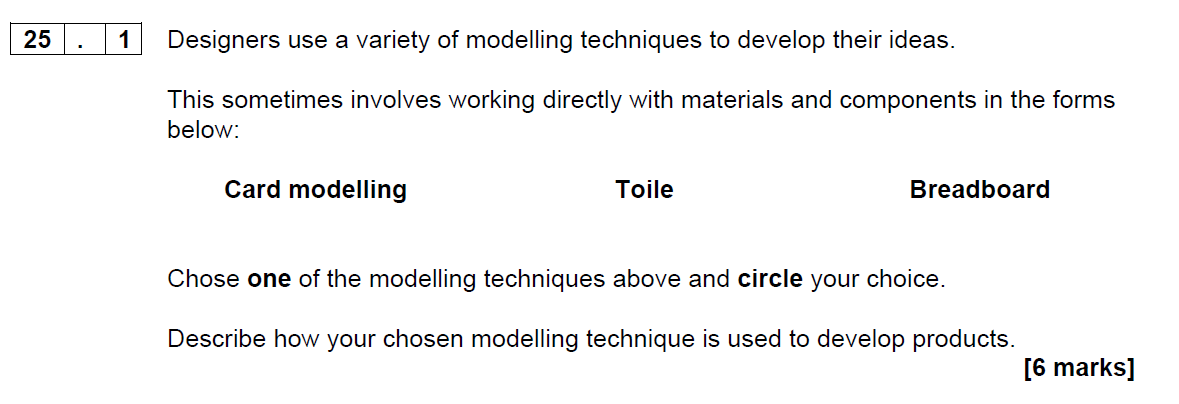 25 . 1 Designers use a variety of modelling techniques to develop their ideas.
This sometimes involves working directly with materials and components in the forms
below:
Card modelling Toile Breadboard
Chose one of the modelling techniques above and circle your choice.
Describe how your chosen modelling technique is used to develop products.
[6 marks]